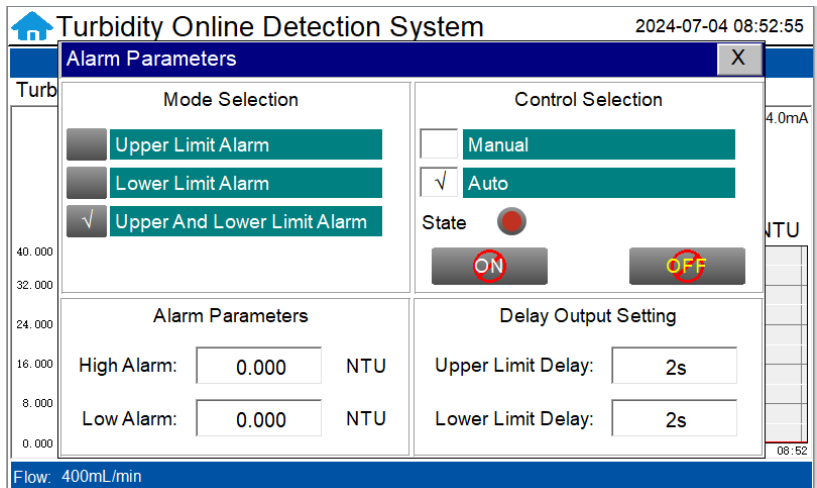 Turbidity Online Detection System
2024-07-04 08:52:55
Alarm Parameters
X
Turb
4.0mA
Mode Selection
Upper Limit Alarm
Lower Limit Alarm
√ Upper And Lower Limit Alarm
Control Selection
Manual
√ Auto
State
ON
OFF
NTU
40.000
32.000
24.000
16.000
8.000
0.000
Alarm Parameters
High Alarm: 0.000 NTU
Low Alarm: 0.000 NTU
Delay Output Setting
Upper Limit Delay: 2s
Lower Limit Delay: 2s
08:52
Flow: 400mL/min